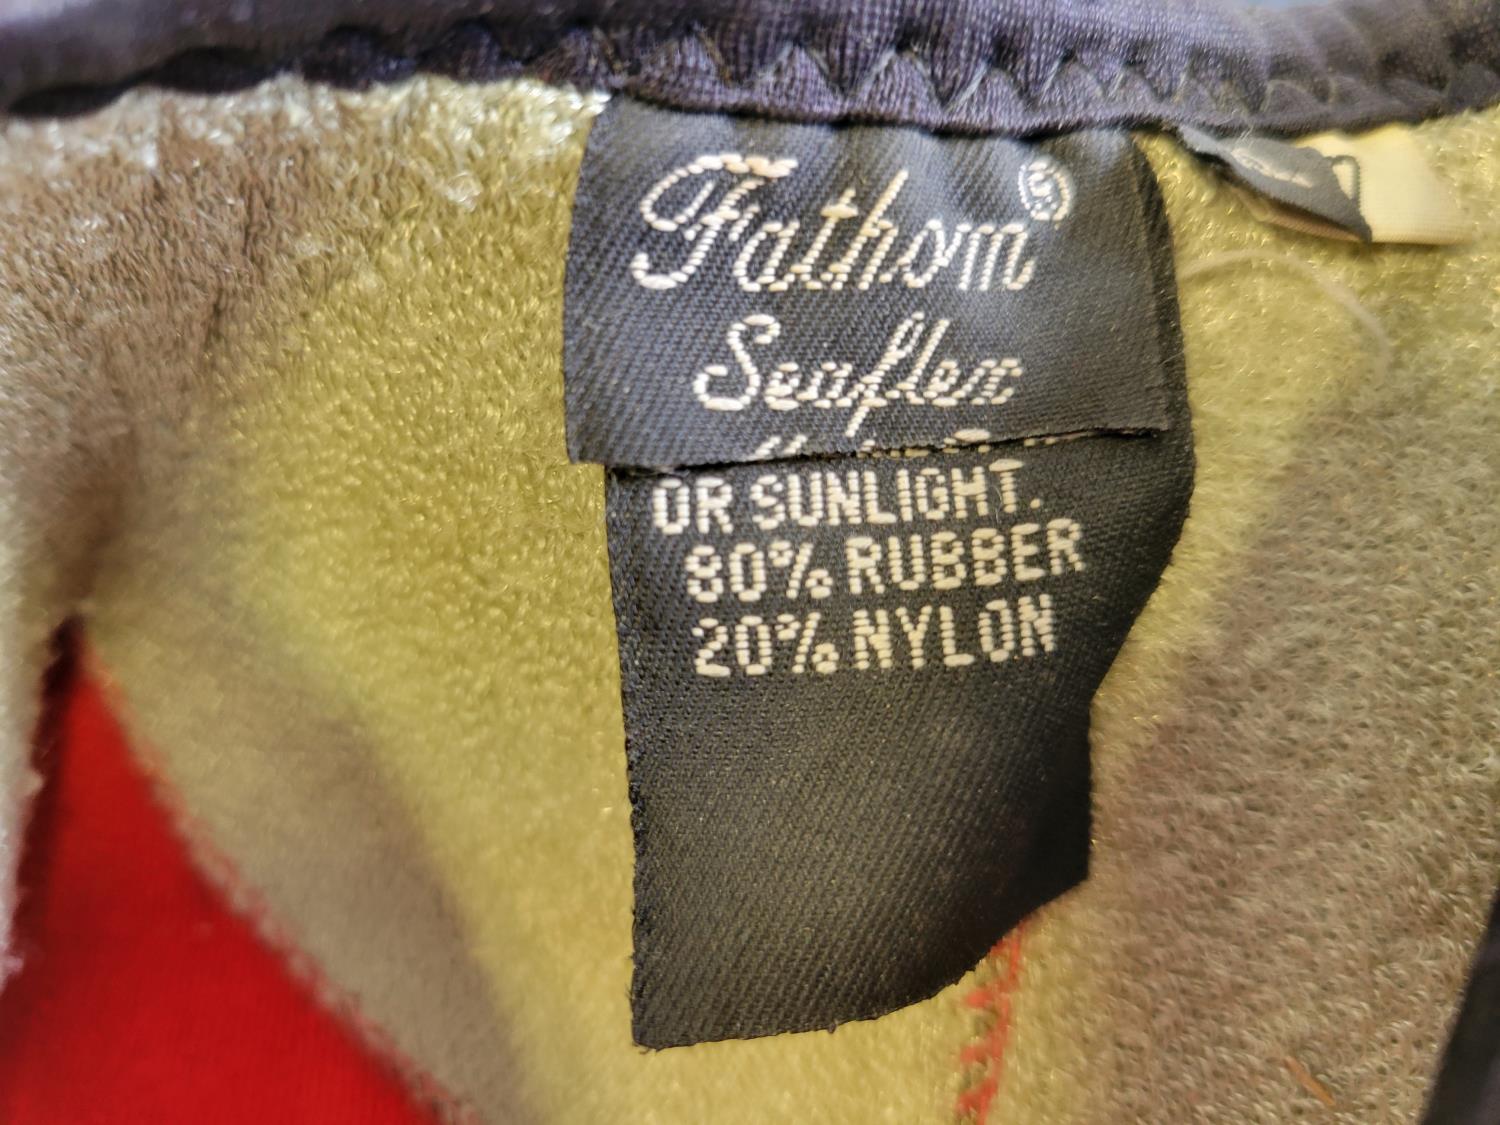 Fathom®
Seaflex
OR SUNLIGHT.
80% RUBBER
20% NYLON